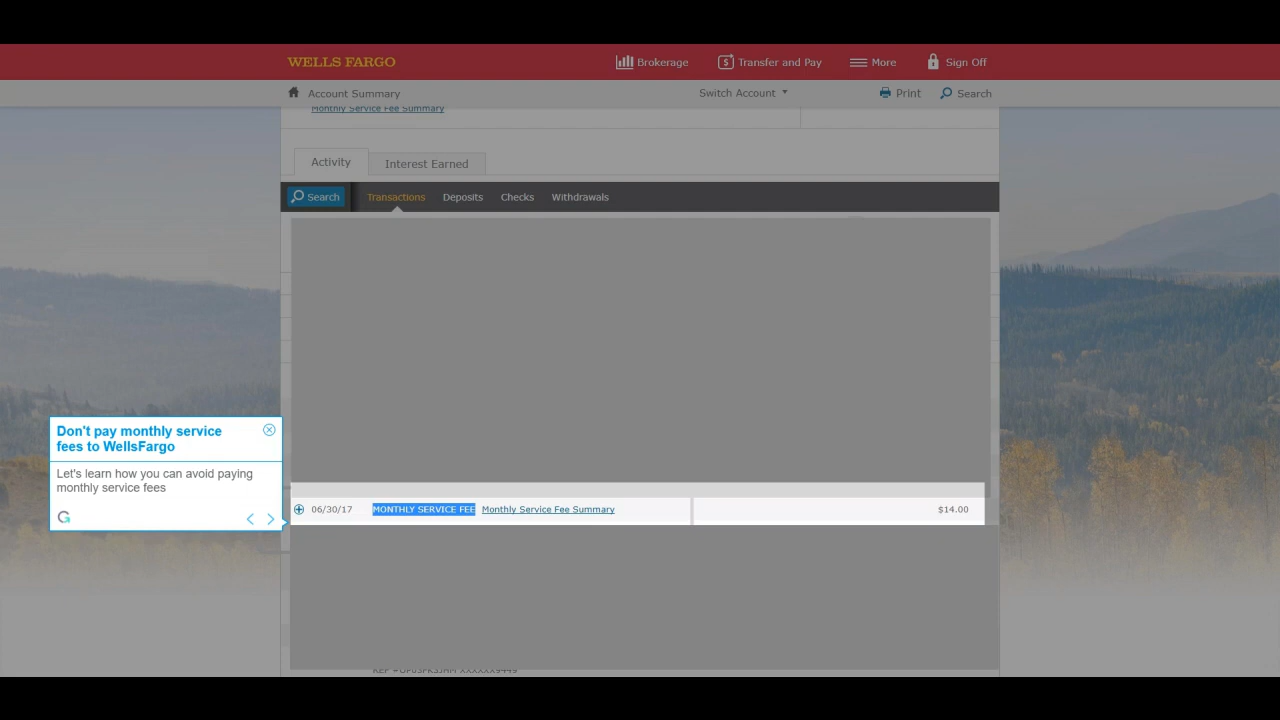 WELLS FARGO
Brokerage
Transfer and Pay
More
Sign Off
Account Summary
Switch Account
Print
Search
Monthly Service Fee Summary
Activity
Interest Earned
Search
Transactions
Deposits
Checks
Withdrawals
Don't pay monthly service
fees to WellsFargo
Let's learn how you can avoid paying
monthly service fees
06/30/17 MONTHLY SERVICE FEE Monthly Service Fee Summary $14.00